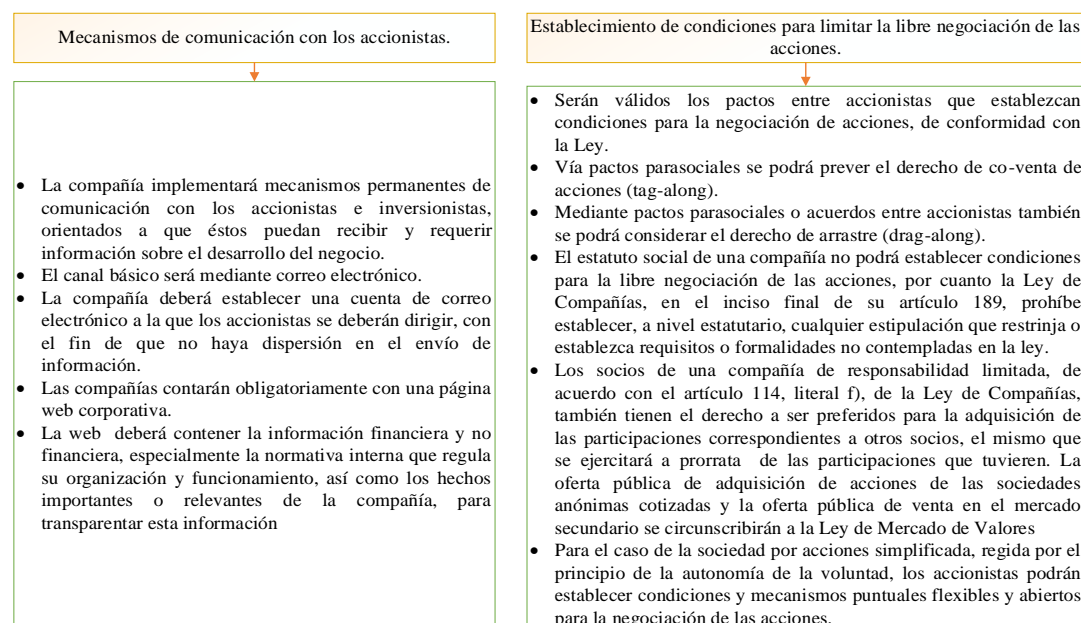 Mecanismos de comunicación con los accionistas.
• La compañía implementará mecanismos permanentes de
comunicación con los accionistas e inversionistas,
orientados a que éstos puedan recibir y requerir
información sobre el desarrollo del negocio.
• El canal básico será mediante correo electrónico.
• La compañía deberá establecer una cuenta de correo
electrónico a la que los accionistas se deberán dirigir, con
el fin de que no haya dispersión en el envío de
información.
• Las compañías contarán obligatoriamente con una página
web corporativa.
• La web deberá contener la información financiera y no
financiera, especialmente la normativa interna que regula
su organización y funcionamiento, así como los hechos
importantes o relevantes de la compañía, para
transparentar esta información
Establecimiento de condiciones para limitar la libre negociación de las
acciones.
• Serán válidos los pactos entre accionistas que establezcan
condiciones para la negociación de acciones, de conformidad con
la Ley.
• Vía pactos parasociales se podrá prever el derecho de co-venta de
acciones (tag-along).
• Mediante pactos parasociales o acuerdos entre accionistas también
se podrá considerar el derecho de arrastre (drag-along).
• El estatuto social de una compañía no podrá establecer condiciones
para la libre negociación de las acciones, por cuanto la Ley de
Compañías, en el inciso final de su artículo 189, prohíbe
establecer, a nivel estatutario, cualquier estipulación que restrinja o
establezca requisitos o formalidades no contempladas en la ley.
• Los socios de una compañía de responsabilidad limitada, de
acuerdo con el artículo 114, literal f), de la Ley de Compañías,
también tienen el derecho a ser preferidos para la adquisición de
las participaciones correspondientes a otros socios, el mismo que
se ejercitará a prorrata de las participaciones que tuvieren. La
oferta pública de adquisición de acciones de las sociedades
anónimas cotizadas y la oferta pública de venta en el mercado
secundario se circunscribirán a la Ley de Mercado de Valores
• Para el caso de la sociedad por acciones simplificada, regida por el
principio de la autonomía de la voluntad, los accionistas podrán
establecer condiciones y mecanismos puntuales flexibles y abiertos
para la negociación de las acciones.